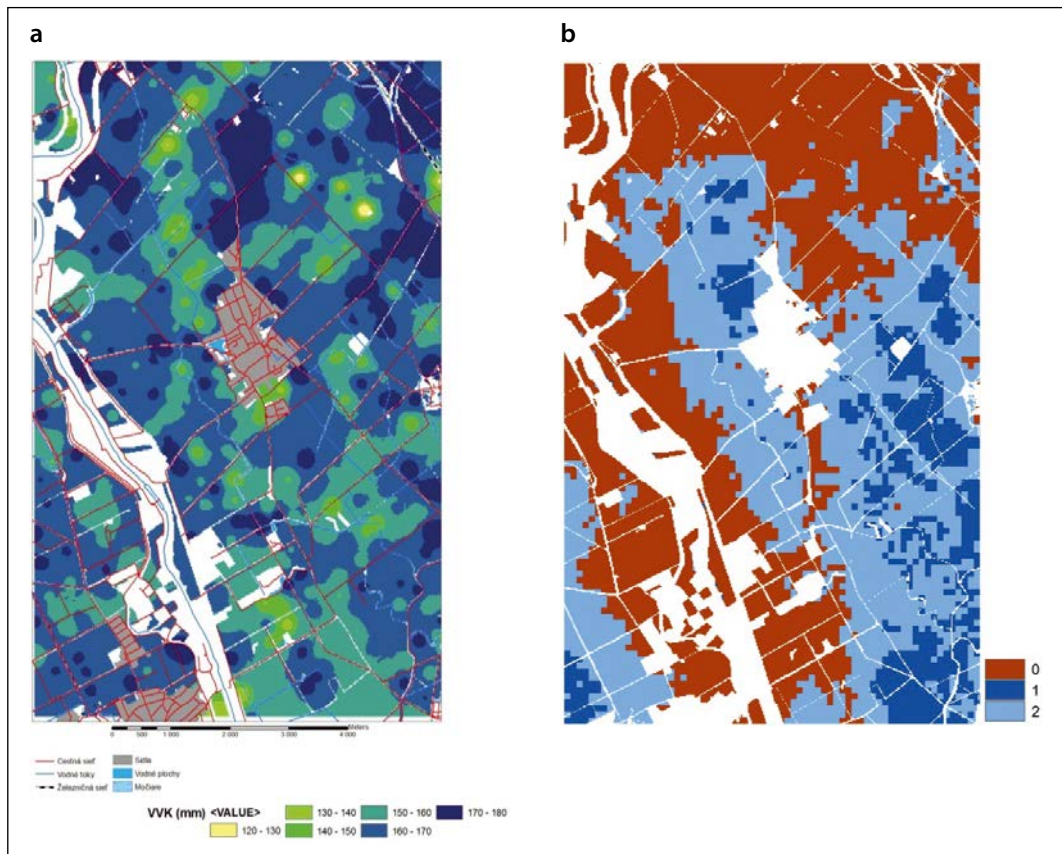 a
b
0
1
2
Meters
0 500 1 000 2 000 3 000 4 000
Cestná sieť
Vodné toky
Železničná sieť
Sídla
Vodné plochy
Močiare
VVK (mm) <VALUE>
120 - 130
130 - 140
140 - 150
150 - 160
160 - 170
170 - 180